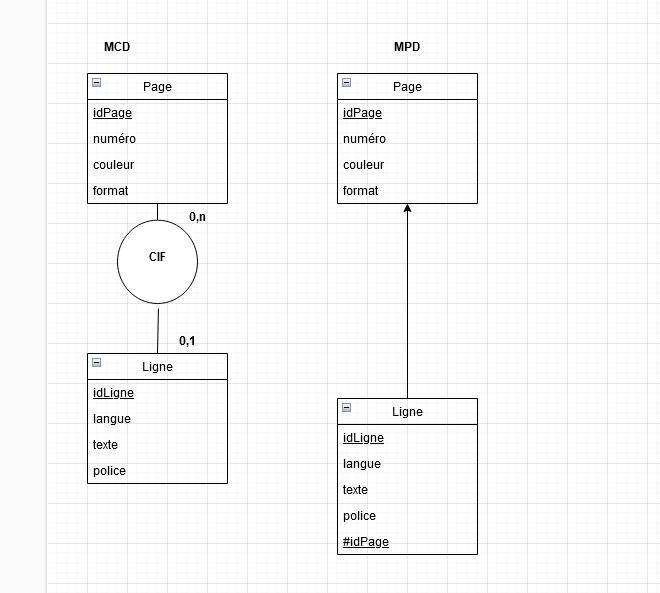 MCD
Page
idPage
numéro
couleur
format
0,n
CIF
0,1
Ligne
idLigne
langue
texte
police
MPD
Page
idPage
numéro
couleur
format
Ligne
idLigne
langue
texte
police
#idPage